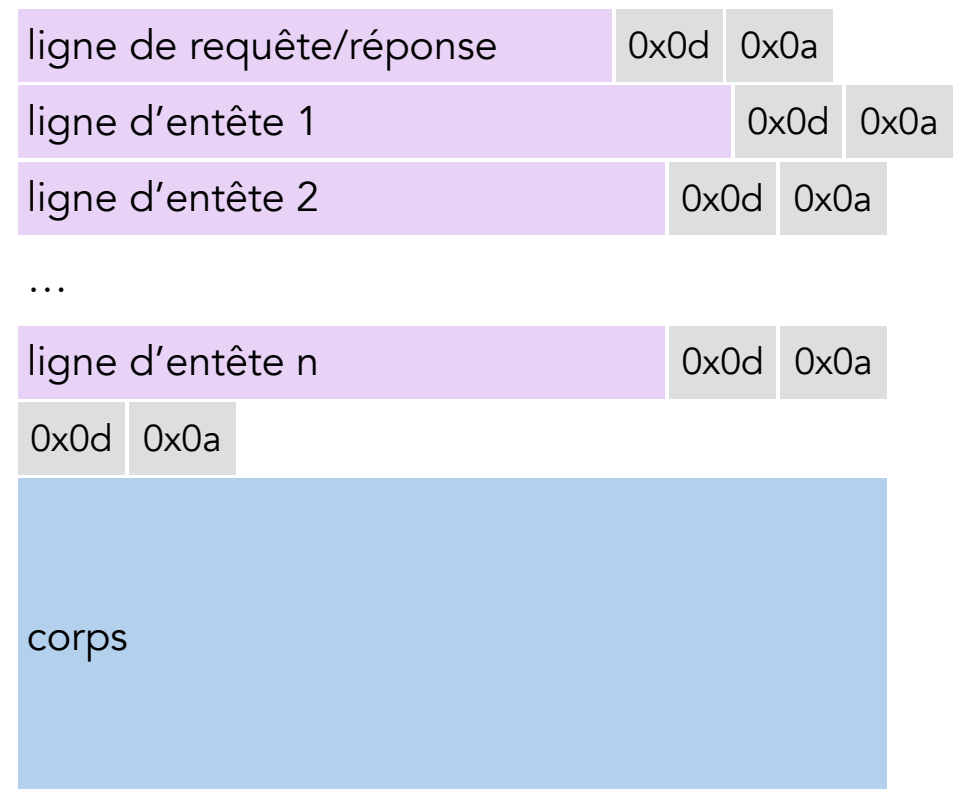 ligne de requête/réponse 0x0d 0x0a
ligne d’entête 1 0x0d 0x0a
ligne d’entête 2 0x0d 0x0a
…
ligne d’entête n 0x0d 0x0a
0x0d 0x0a
corps